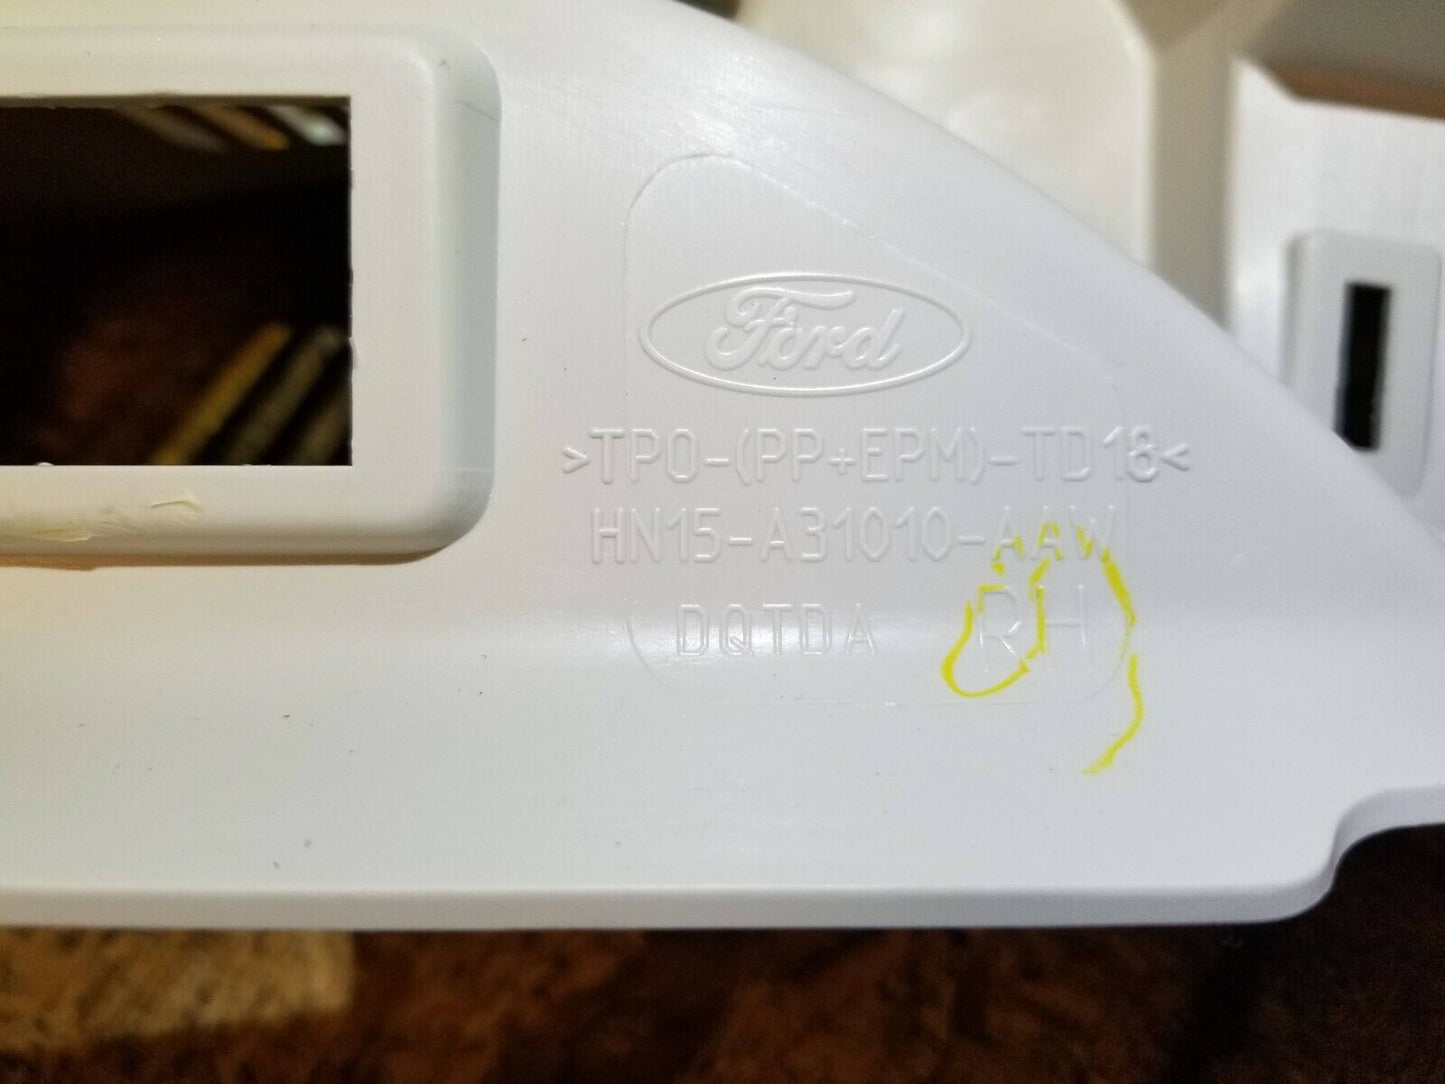 Ford
>TPO-(PP+EPM)-TD18<
HN15-A31010-AAW
DQTDA RH